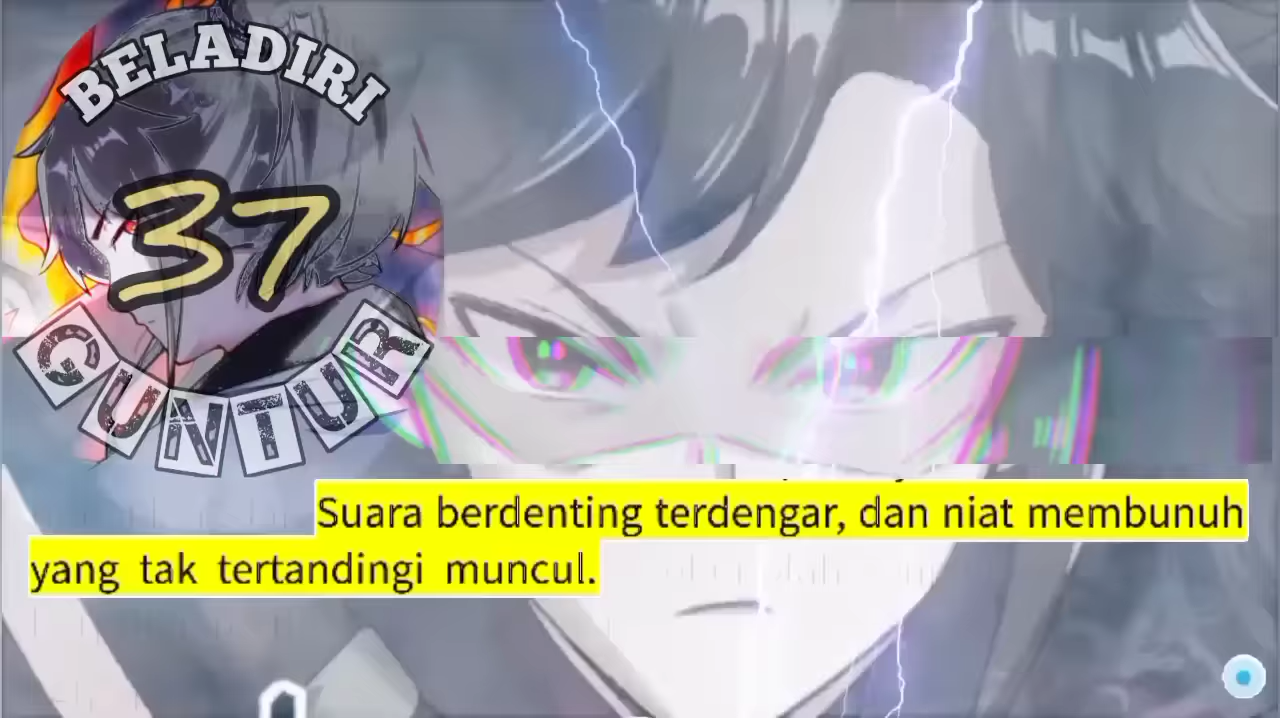 BELADIRI
37
GUNTUR
Suara berdenting terdengar, dan niat membunuh
yang tak tertandingi muncul.